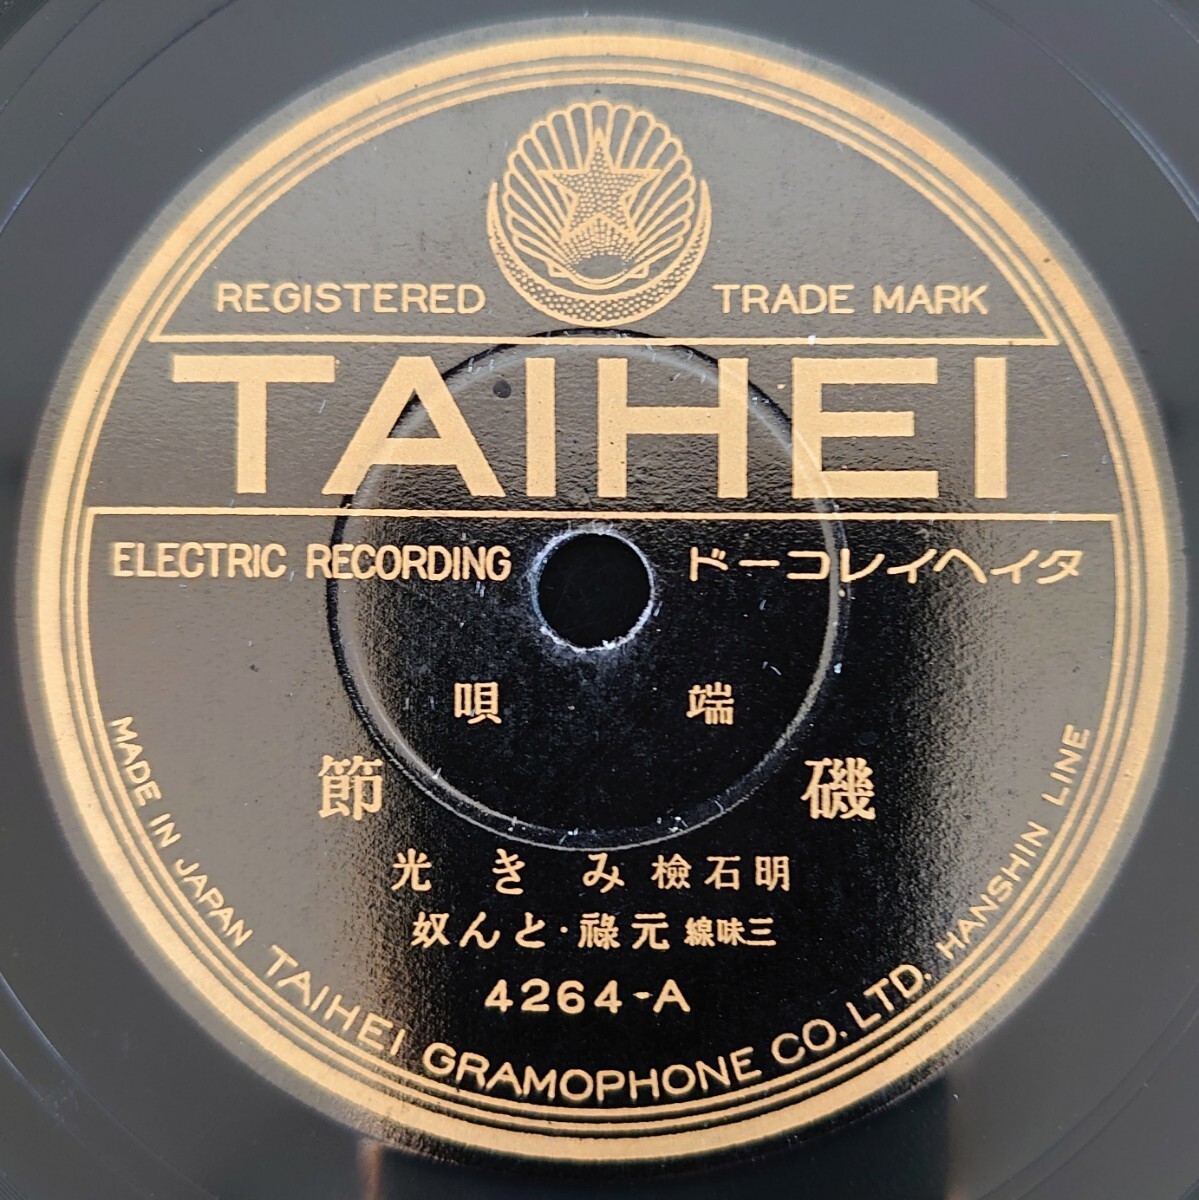 REGISTERED TRADE MARK
TAIHEI
ELECTRIC RECORDING
タイヘイレコード
端唄
磯節
明石檢 みき光
三味線 元祿・とん奴
4264-A
MADE IN JAPAN TAIHEI GRAMOPHONE CO. LTD. HANSHIN LINE